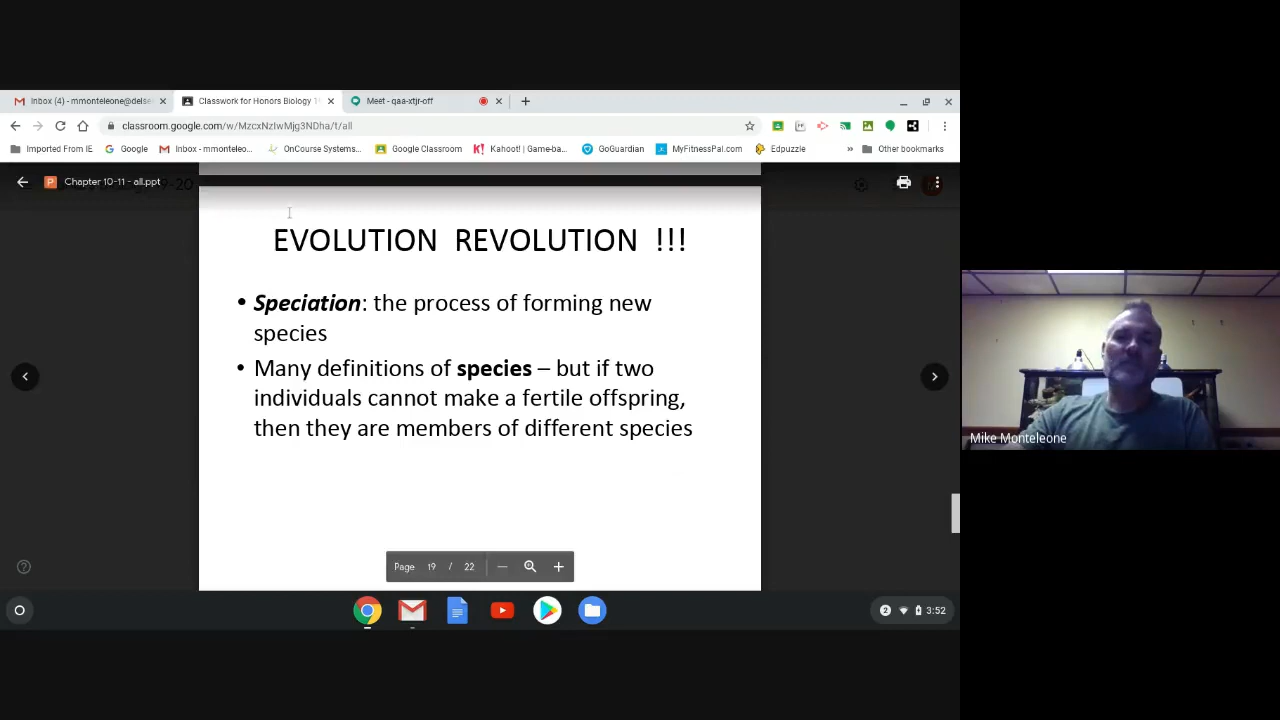 Inbox (4) - mmonteleone@delse
Classwork for Honors Biology 1
Meet - qaa-xtjr-off
classroom.google.com/w/MzcxNzIwMjg3NDha/t/all
Imported From IE
Google
Inbox - mmonteleo...
OnCourse Systems...
Google Classroom
Kahoot! | Game-ba...
GoGuardian
MyFitnessPal.com
Edpuzzle
»
Other bookmarks
Chapter 10-11 - all.ppt
EVOLUTION REVOLUTION !!!
• Speciation: the process of forming new
species
• Many definitions of species – but if two
individuals cannot make a fertile offspring,
then they are members of different species
Mike Monteleone
Page 19 / 22
2 3:52